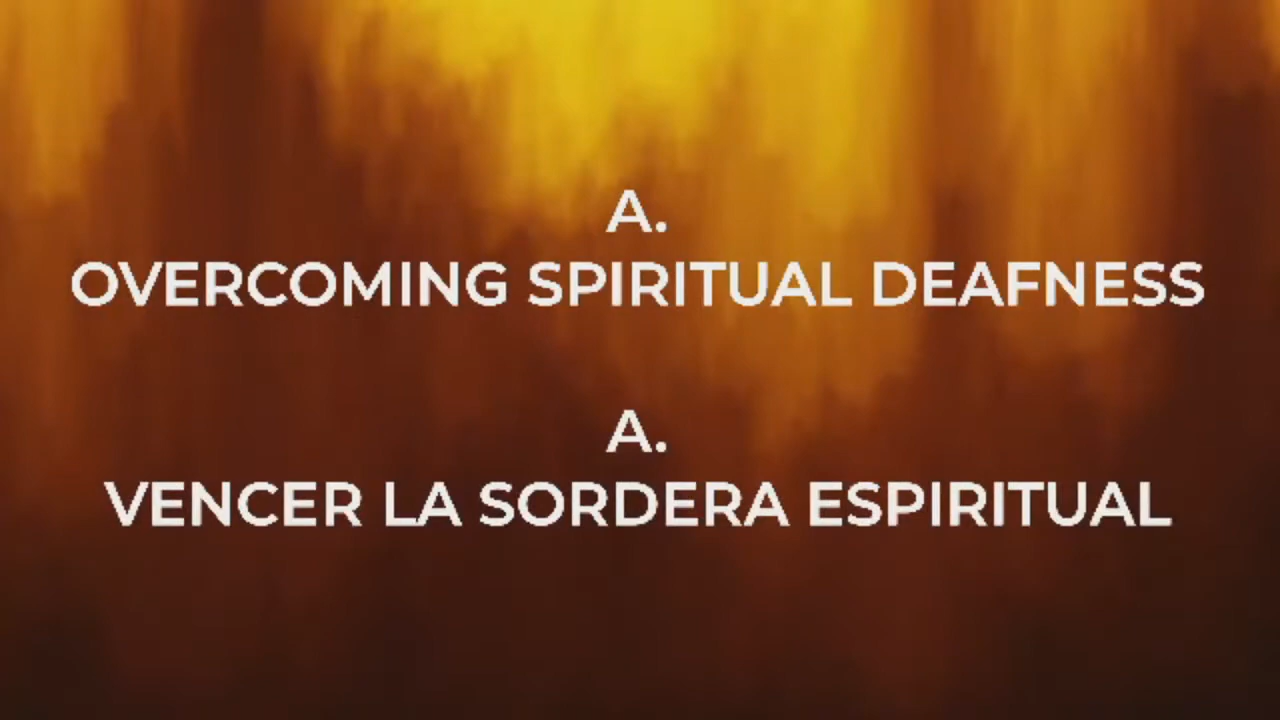 A.
OVERCOMING SPIRITUAL DEAFNESS
A.
VENCER LA SORDERA ESPIRITUAL